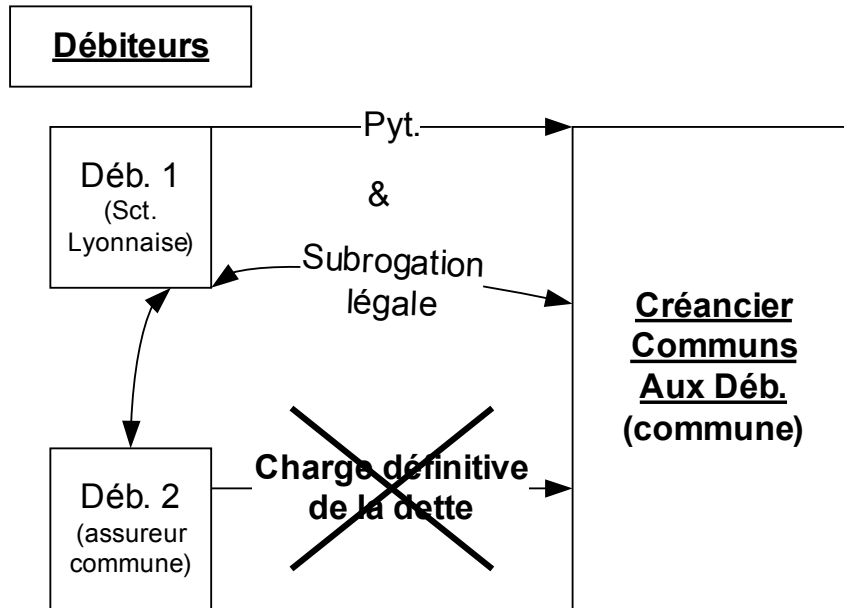 Débiteurs
Pyt.
Déb. 1
(Sct.
Lyonnaise)
&
Subrogation
légale
Créancier
Communs
Aux Déb.
(commune)
Charge définitive
de la dette
Déb. 2
(assureur
commune)